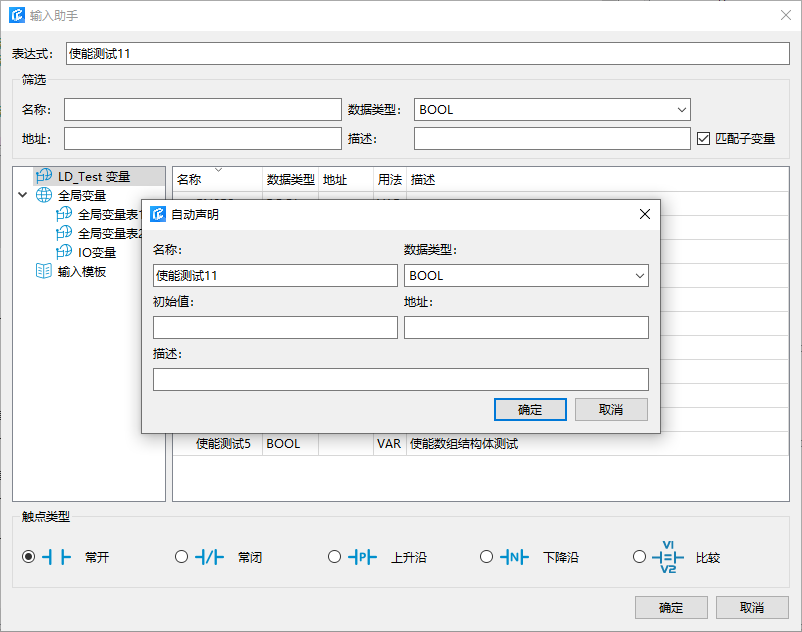 输入助手
表达式: 使能测试11
筛选
名称: 数据类型: BOOL
地址: 描述: 匹配子变量
LD_Test 变量
全局变量
全局变量表1
全局变量表2
IO变量
输入模板
名称 数据类型 地址 用法 描述
自动声明
名称: 数据类型:
使能测试11 BOOL
初始值: 地址:
描述:
确定 取消
使能测试5 BOOL VAR 使能数组结构体测试
触点类型
常开 常闭 P 上升沿 N 下降沿 V1 V2 比较
确定 取消